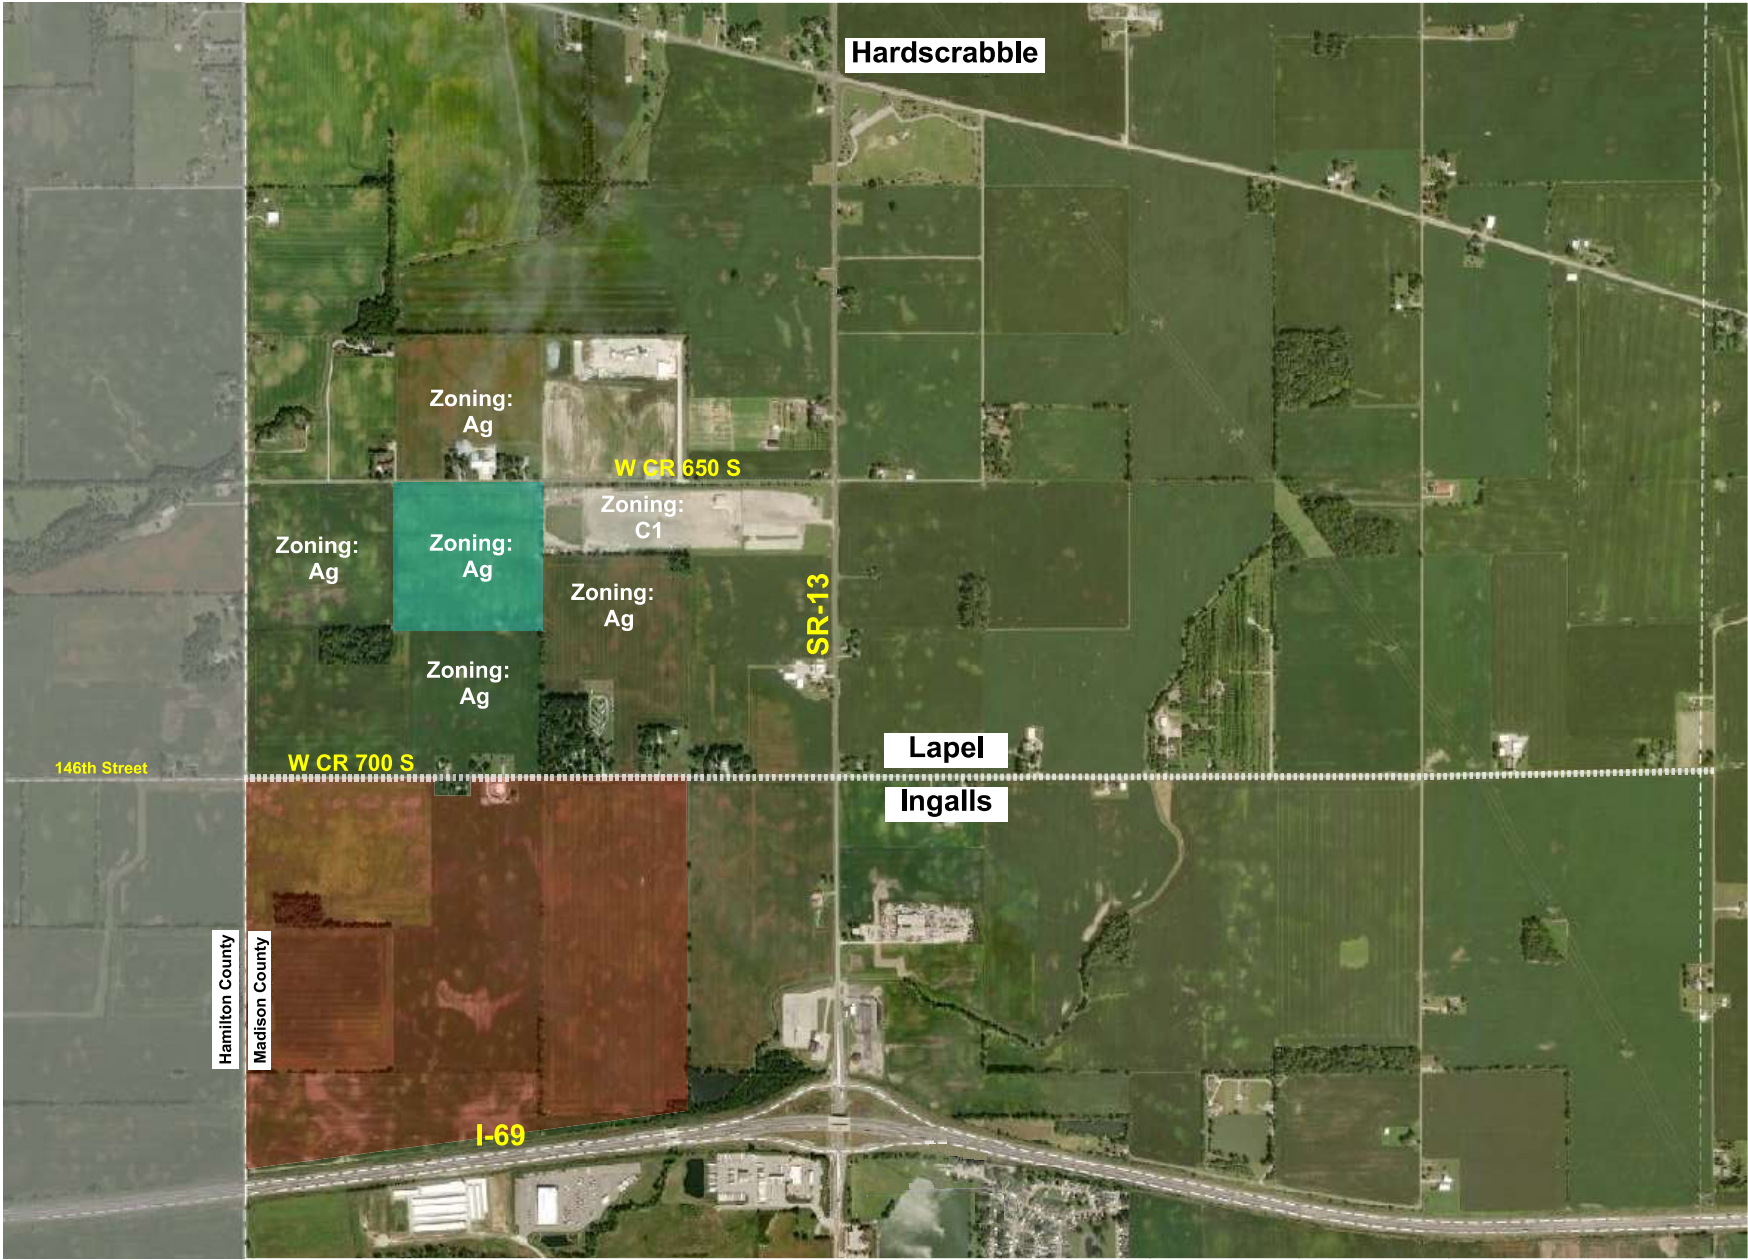 Hardscrabble
Zoning:
Ag
W CR 650 S
Zoning:
C1
Zoning:
Ag
Zoning:
Ag
Zoning:
Ag
SR-13
Zoning:
Ag
Lapel
W CR 700 S
146th Street
Ingalls
Hamilton County
Madison County
I-69